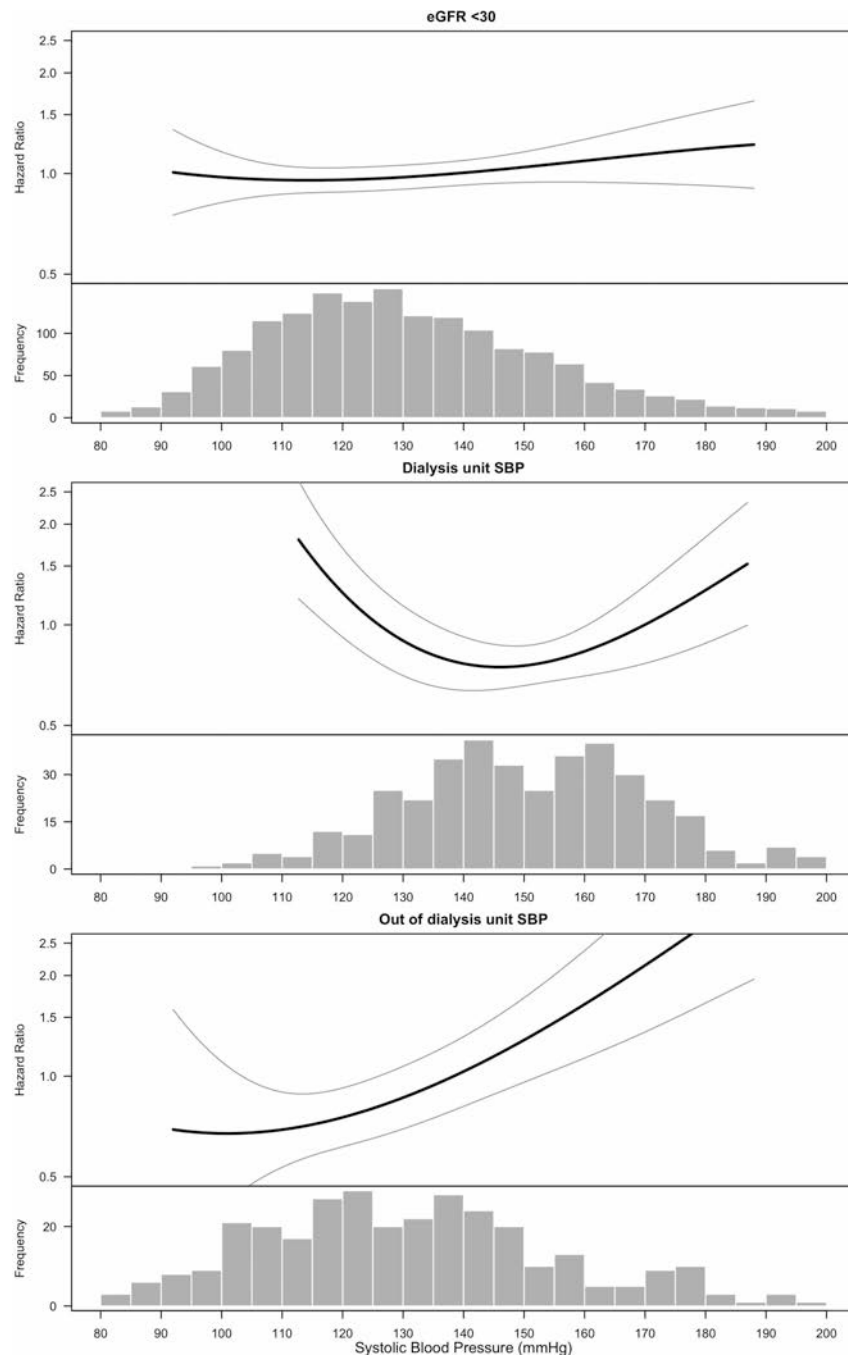 eGFR <30
2.5
2.0
1.5
1.0
0.5
Hazard Ratio
100
50
0
Frequency
80 90 100 110 120 130 140 150 160 170 180 190 200
Dialysis unit SBP
2.5
2.0
1.5
1.0
0.5
Hazard Ratio
30
15
0
Frequency
80 90 100 110 120 130 140 150 160 170 180 190 200
Out of dialysis unit SBP
2.5
2.0
1.5
1.0
0.5
Hazard Ratio
20
0
Frequency
80 90 100 110 120 130 140 150 160 170 180 190 200
Systolic Blood Pressure (mmHg)